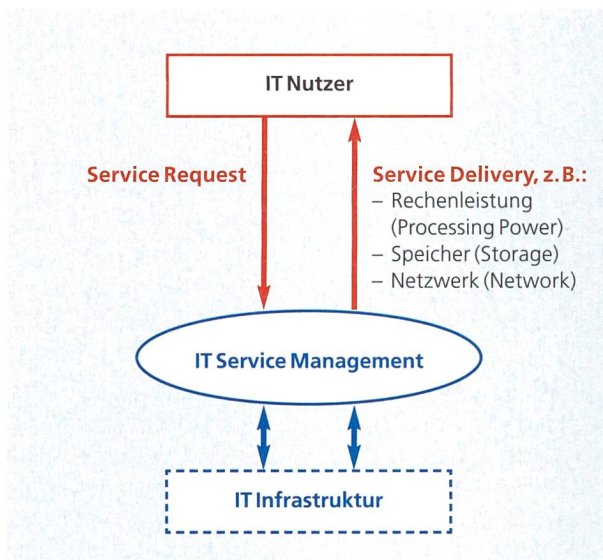 IT Nutzer
Service Request
Service Delivery, z. B.:
– Rechenleistung
(Processing Power)
– Speicher (Storage)
– Netzwerk (Network)
IT Service Management
IT Infrastruktur